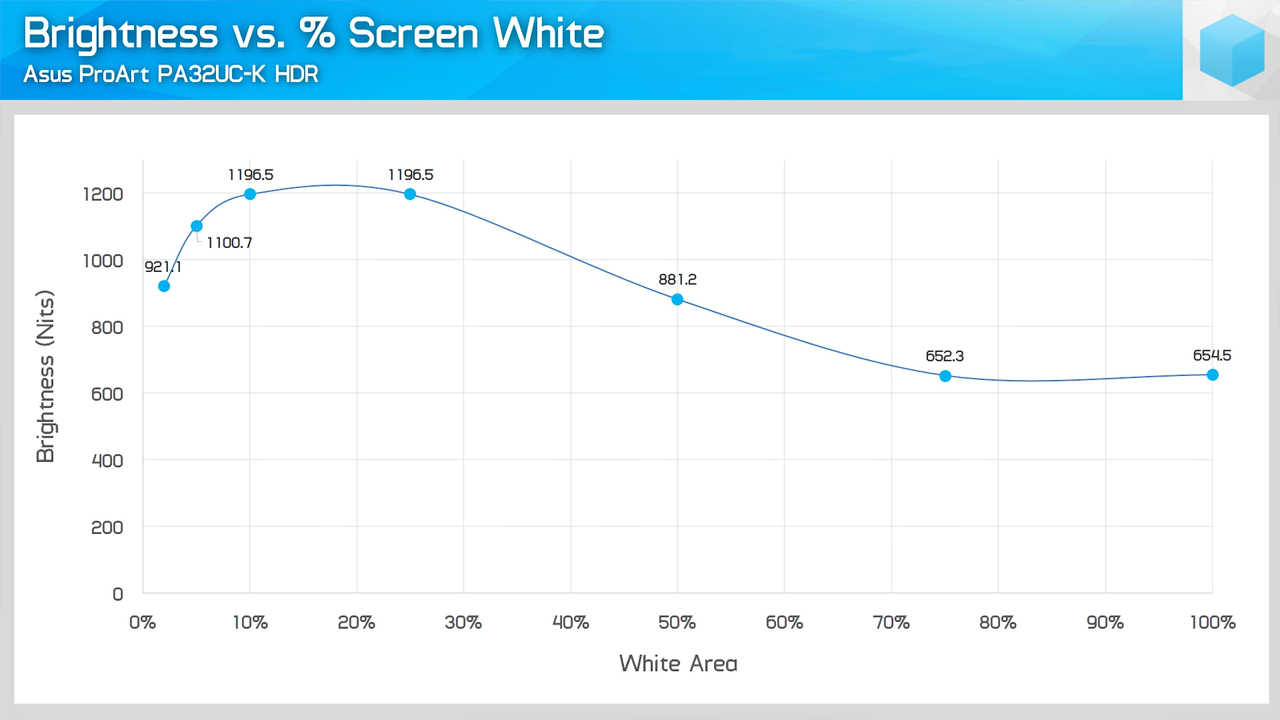 Brightness vs. % Screen White
Asus ProArt PA32UC-K HDR
1196.5
1196.5
1200
1100.7
1000
921.1
881.2
800
652.3
654.5
600
400
200
0
Brightness (Nits)
0% 10% 20% 30% 40% 50% 60% 70% 80% 90% 100%
White Area